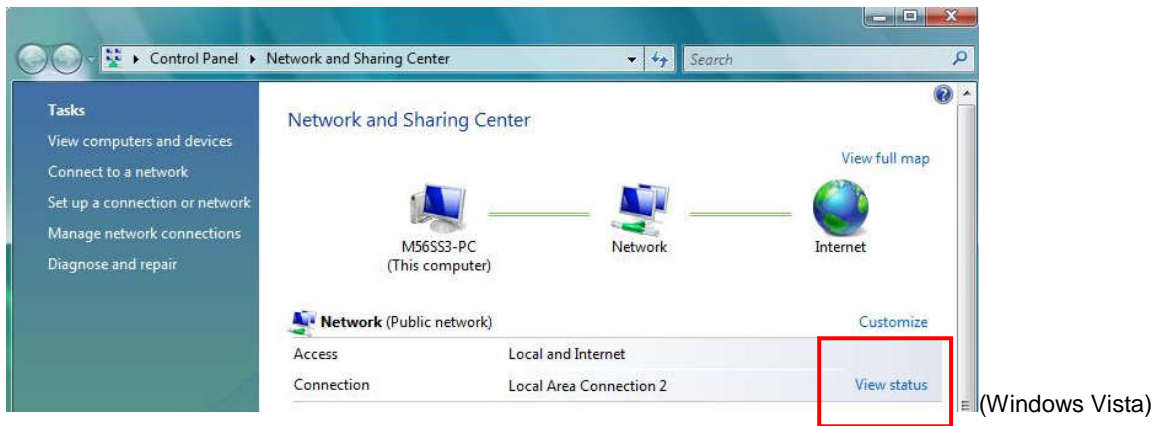 Control Panel Network and Sharing Center Search
Tasks
View computers and devices
Connect to a network
Set up a connection or network
Manage network connections
Diagnose and repair
Network and Sharing Center
View full map
M56SS3-PC
(This computer)
Network
Internet
Network (Public network) Customize
Access Local and Internet
Connection Local Area Connection 2 View status
(Windows Vista)